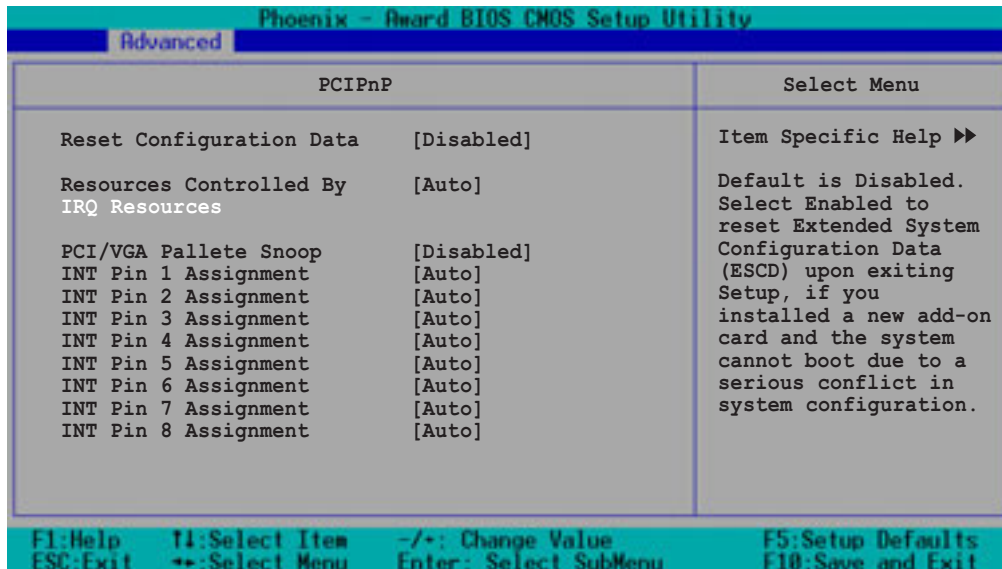 Phoenix - Award BIOS CMOS Setup Utility
Advanced
PCIPnP
Select Menu
Reset Configuration Data [Disabled]
Resources Controlled By [Auto]
IRQ Resources
PCI/VGA Pallete Snoop [Disabled]
INT Pin 1 Assignment [Auto]
INT Pin 2 Assignment [Auto]
INT Pin 3 Assignment [Auto]
INT Pin 4 Assignment [Auto]
INT Pin 5 Assignment [Auto]
INT Pin 6 Assignment [Auto]
INT Pin 7 Assignment [Auto]
INT Pin 8 Assignment [Auto]
Item Specific Help ►►
Default is Disabled.
Select Enabled to
reset Extended System
Configuration Data
(ESCD) upon exiting
Setup, if you
installed a new add-on
card and the system
cannot boot due to a
serious conflict in
system configuration.
F1:Help ↑↓:Select Item -/+: Change Value F5:Setup Defaults
ESC:Exit →←:Select Menu Enter: Select SubMenu F10:Save and Exit